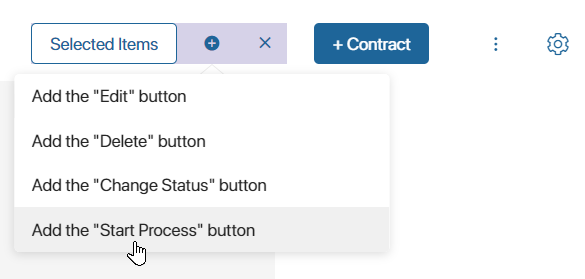 Selected Items
+ Contract
Add the "Edit" button
Add the "Delete" button
Add the "Change Status" button
Add the "Start Process" button